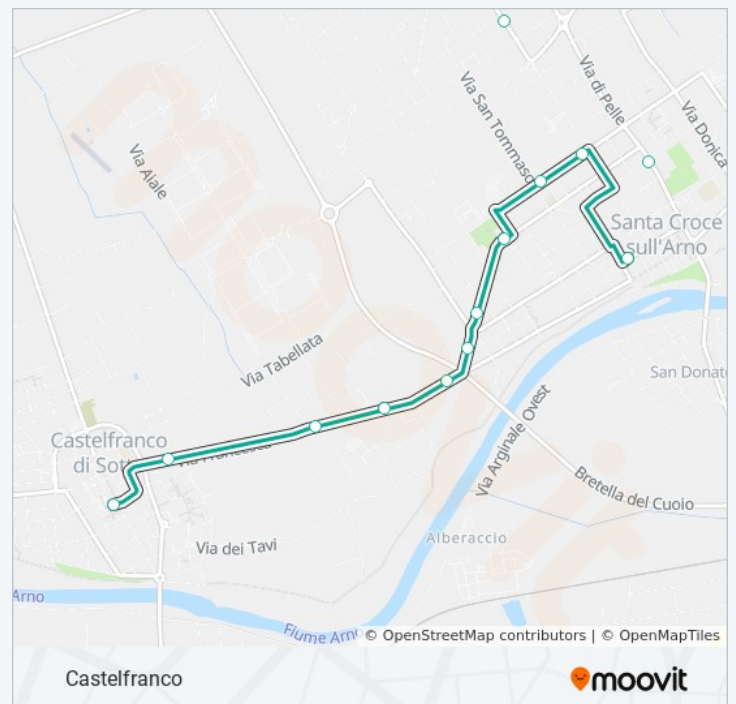 Via di Pelle
Via San Tommaso
Via Donica
Via Aiale
Santa Croce
sull'Arno
Via Tabellata
San Donato
Castelfranco
di Sotto
Via Francesca
Via Arginale Ovest
Bretella del Cuoio
Via dei Tavi
Alberaccio
Arno
Fiume Arno
© OpenStreetMap contributors | © OpenMapTiles
Castelfranco
moovit